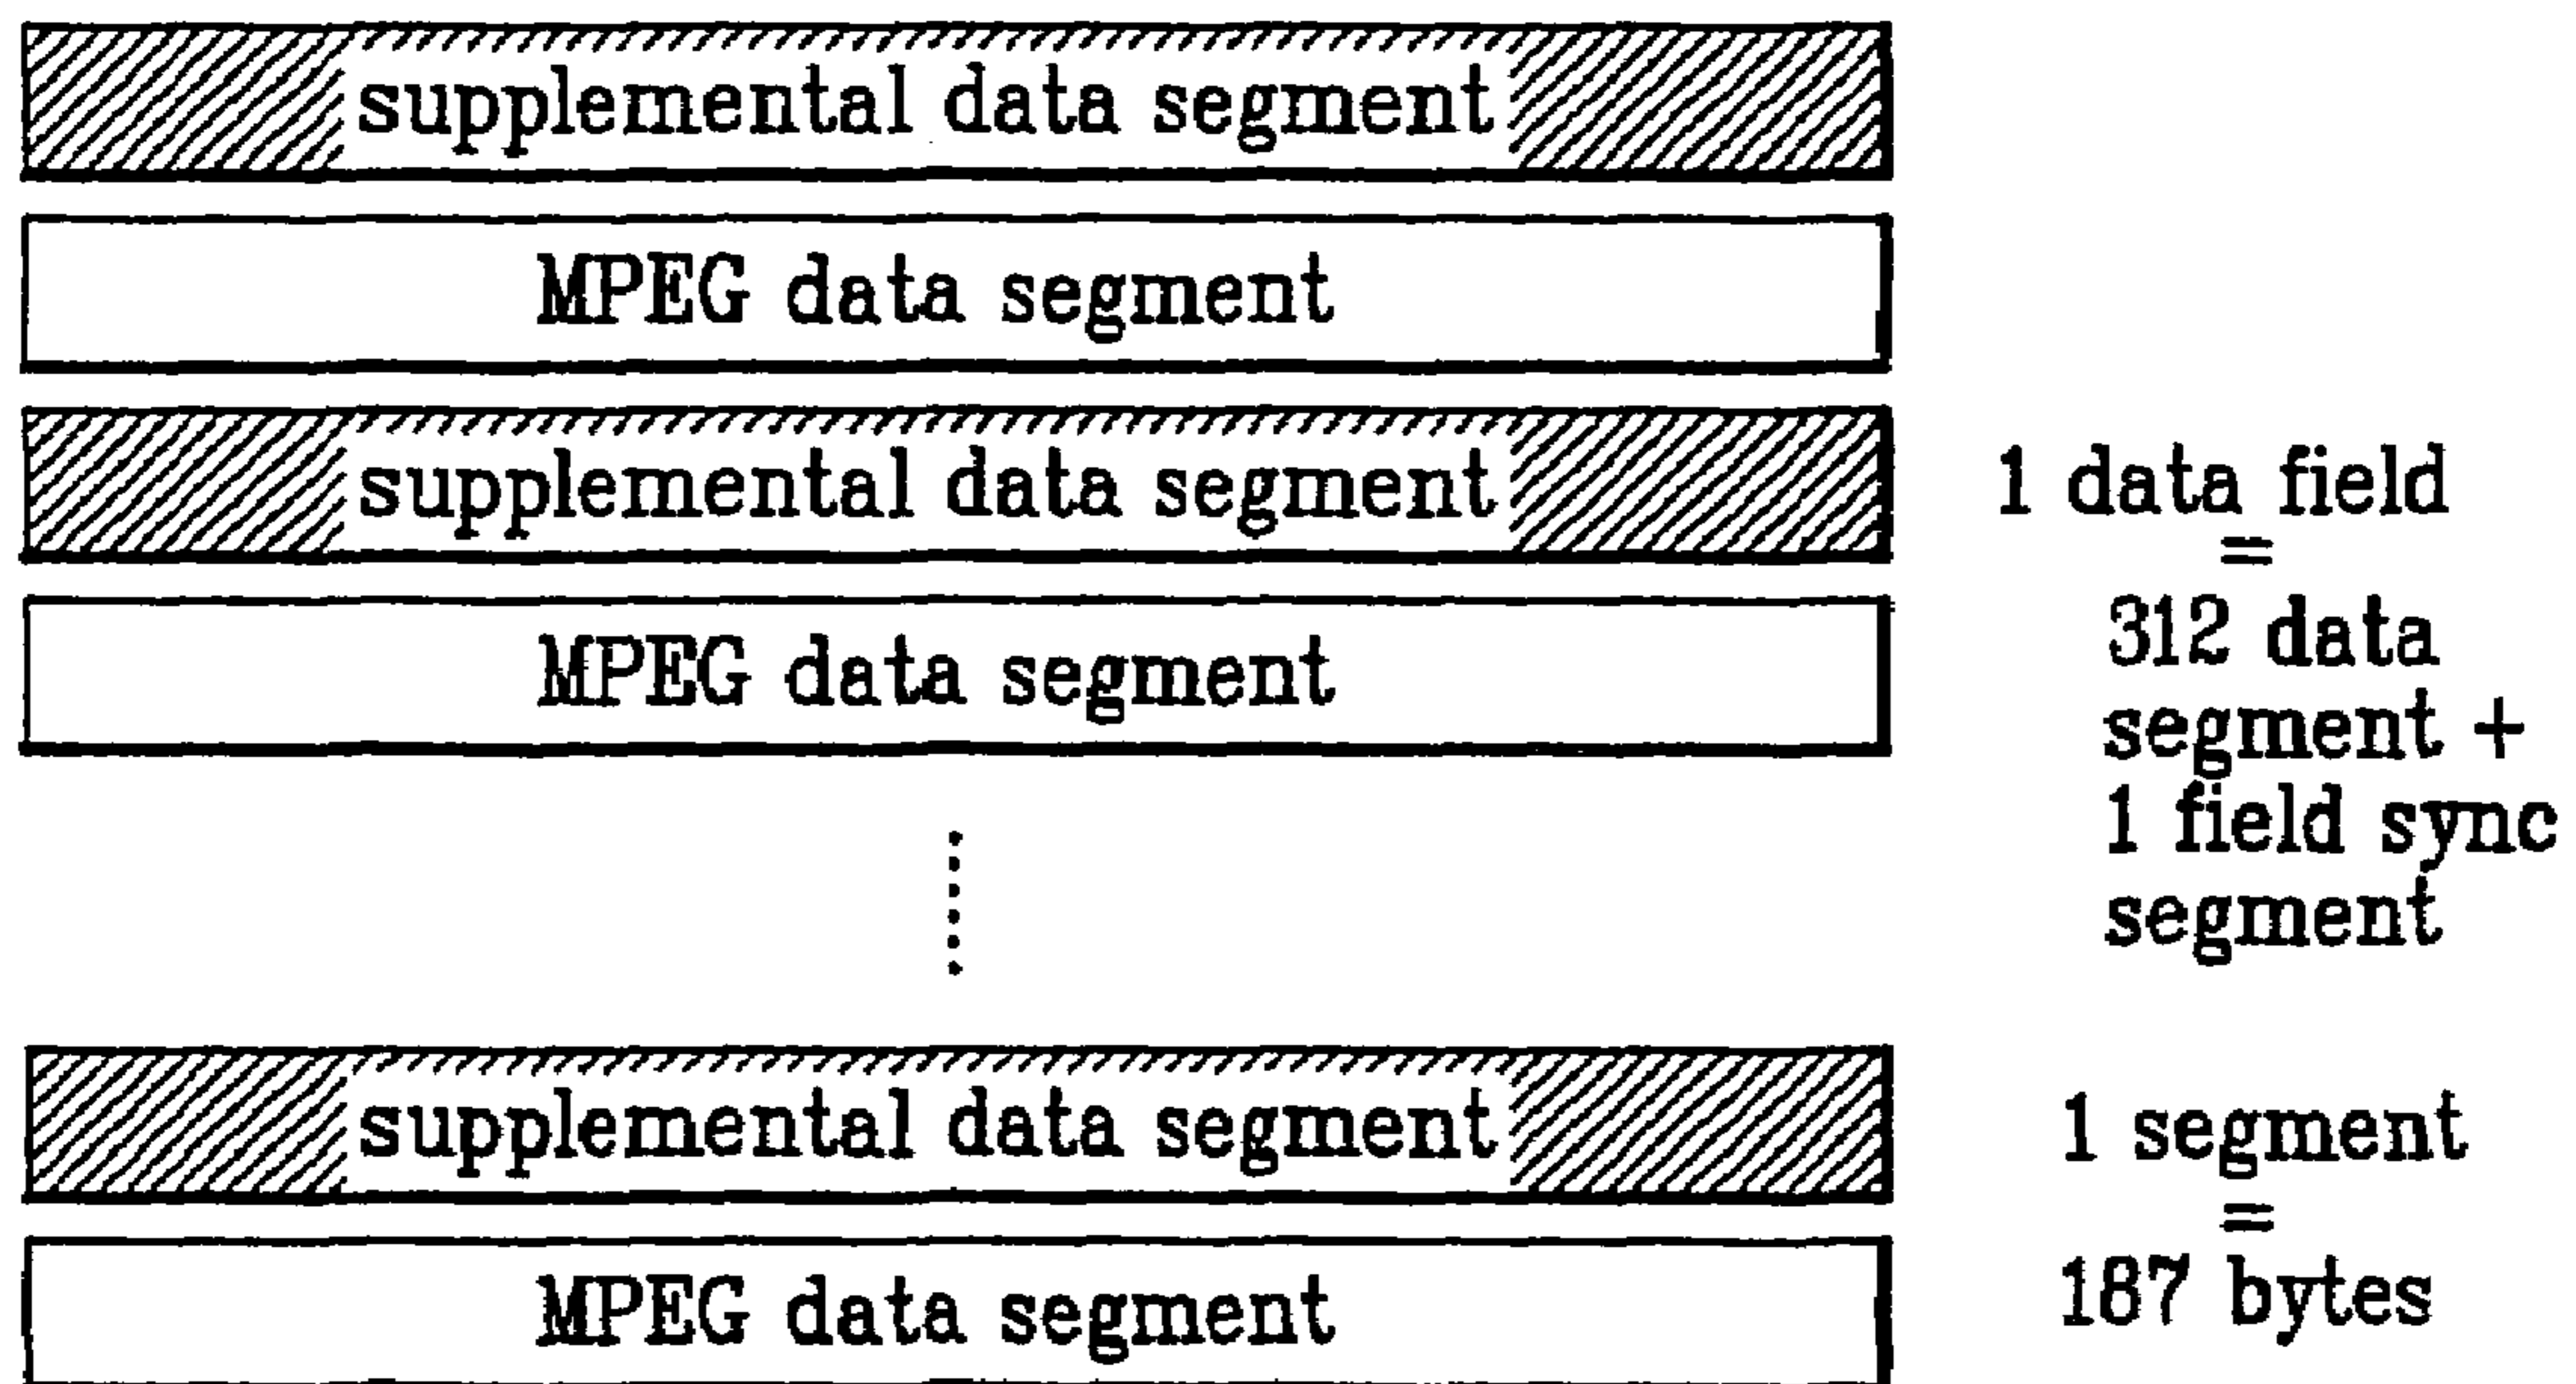 supplemental data segment
MPEG data segment
supplemental data segment
MPEG data segment
1 data field
=
312 data
segment +
1 field sync
segment
supplemental data segment
MPEG data segment
1 segment
=
187 bytes